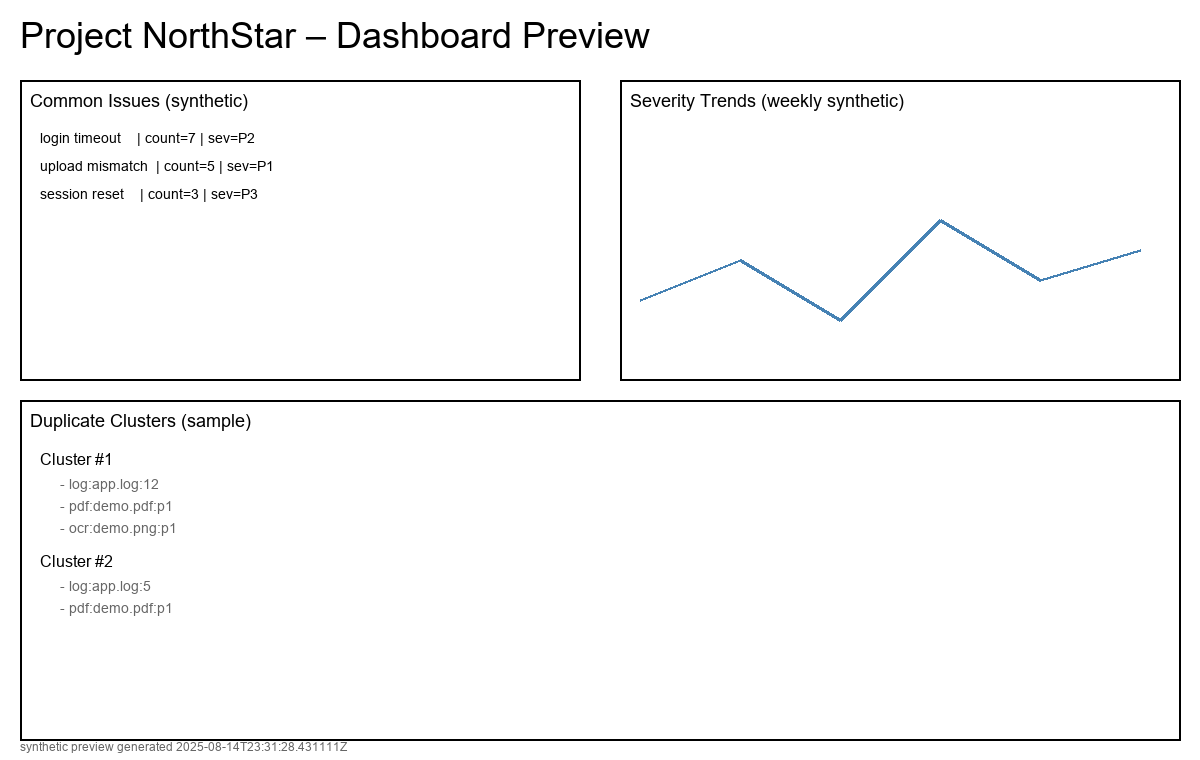 Project NorthStar – Dashboard Preview
Common Issues (synthetic)
login timeout    | count=7 | sev=P2
upload mismatch  | count=5 | sev=P1
session reset    | count=3 | sev=P3
Severity Trends (weekly synthetic)
Duplicate Clusters (sample)
Cluster #1
- log:app.log:12
- pdf:demo.pdf:p1
- ocr:demo.png:p1
Cluster #2
- log:app.log:5
- pdf:demo.pdf:p1
synthetic preview generated 2025-08-14T23:31:28.431111Z